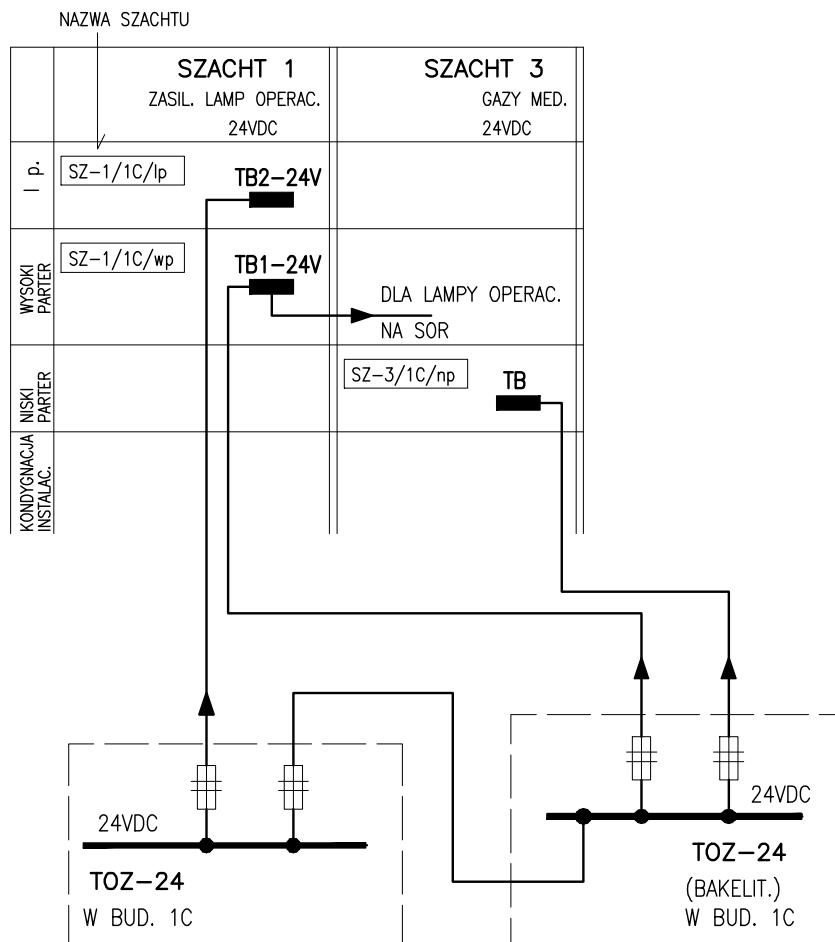 NAZWA SZACHTU
SZACHT 1
ZASIL. LAMP OPERAC.
24VDC
SZACHT 3
GAZY MED.
24VDC
I p.
SZ-1/1C/Ip
TB2-24V
WYSOKI
PARTER
SZ-1/1C/wp
TB1-24V
DLA LAMPY OPERAC.
NA SOR
NISKI
PARTER
SZ-3/1C/np
TB
KONDYGNACJA
INSTALAC.
24VDC
TOZ-24
W BUD. 1C
24VDC
TOZ-24
(BAKELIT.)
W BUD. 1C